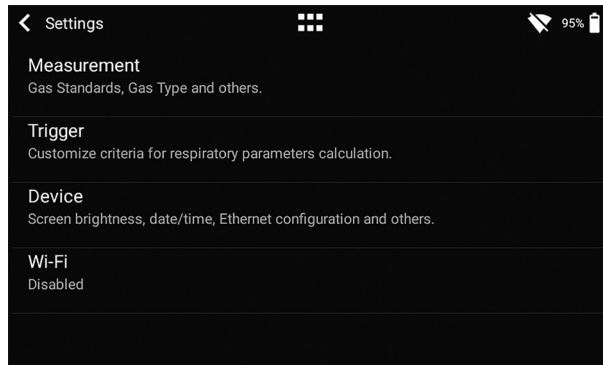 Settings
95%
Measurement
Gas Standards, Gas Type and others.
Trigger
Customize criteria for respiratory parameters calculation.
Device
Screen brightness, date/time, Ethernet configuration and others.
Wi-Fi
Disabled